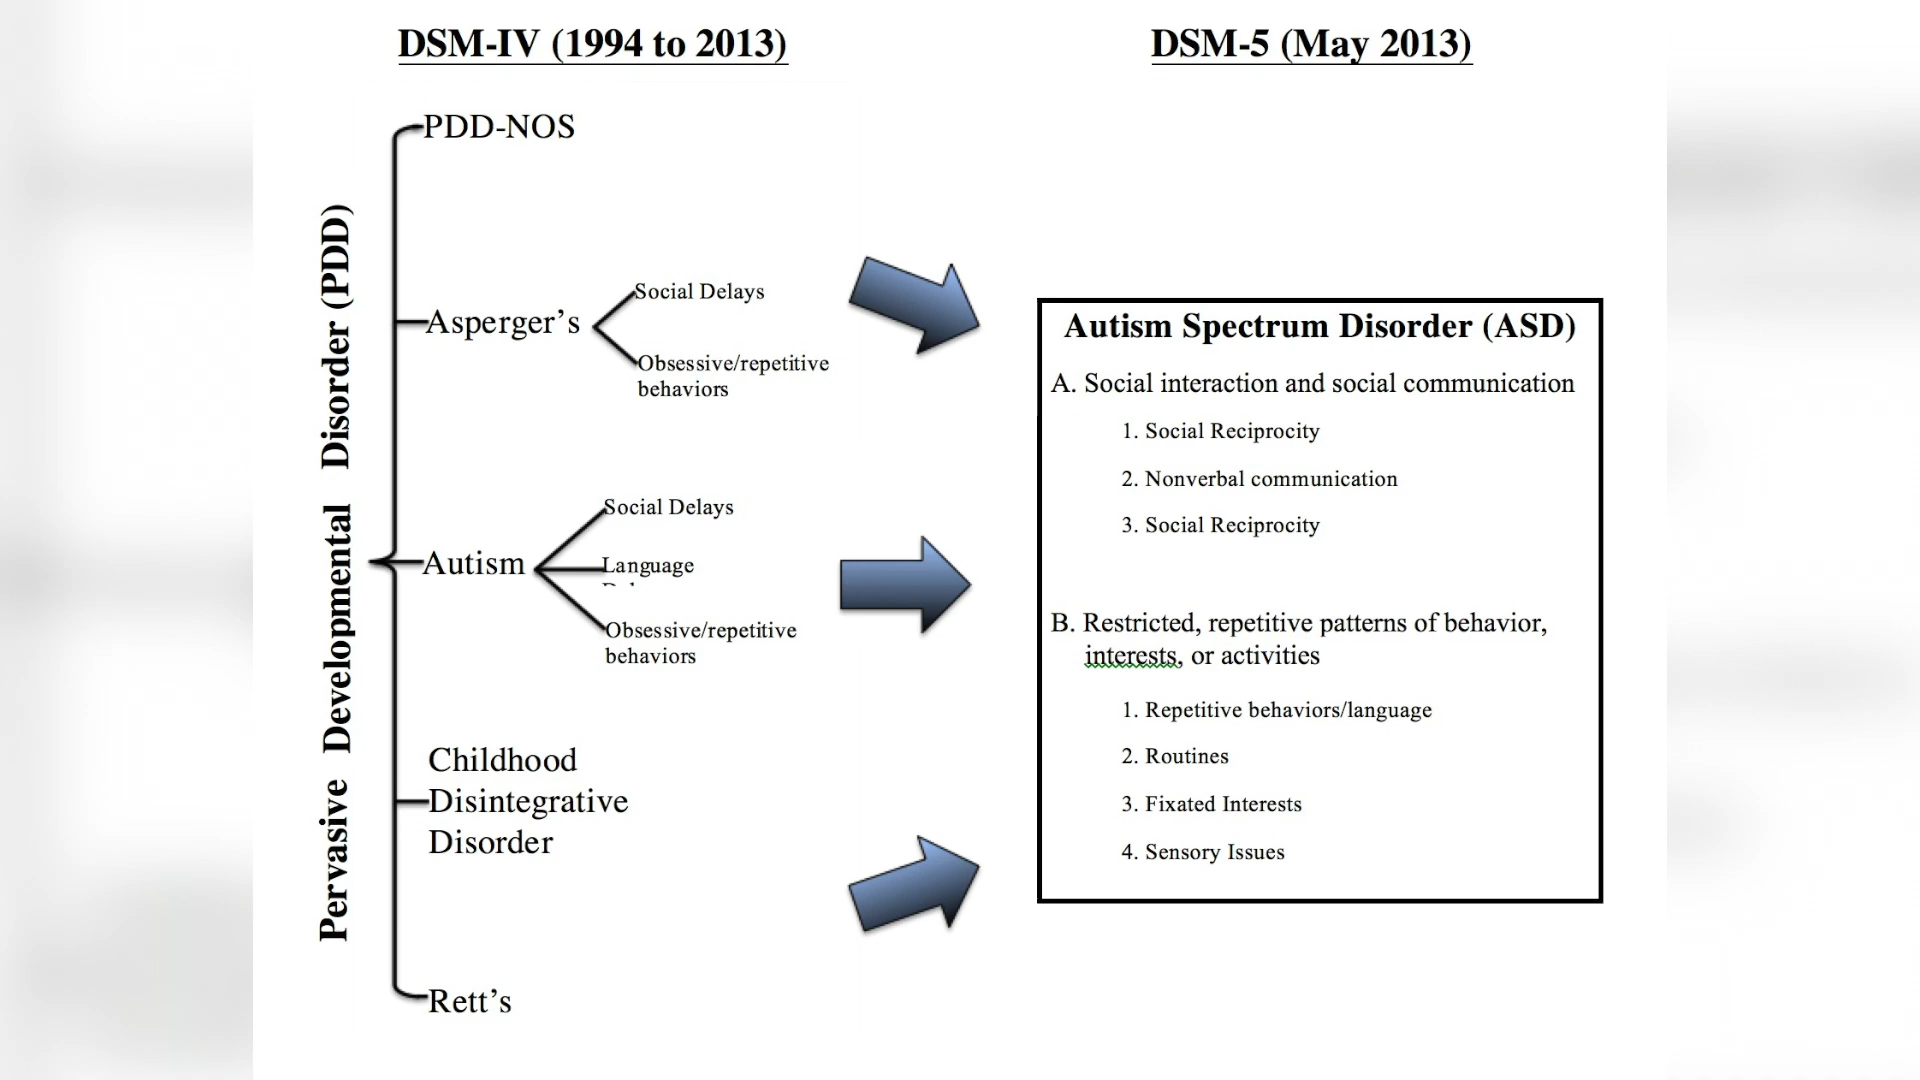 DSM-IV (1994 to 2013)
DSM-5 (May 2013)
Pervasive Developmental Disorder (PDD)
PDD-NOS
Asperger's
Social Delays
Obsessive/repetitive
behaviors
Autism
Social Delays
Language
Obsessive/repetitive
behaviors
Childhood
Disintegrative
Disorder
Rett's
Autism Spectrum Disorder (ASD)
A. Social interaction and social communication
1. Social Reciprocity
2. Nonverbal communication
3. Social Reciprocity
B. Restricted, repetitive patterns of behavior,
interests, or activities
1. Repetitive behaviors/language
2. Routines
3. Fixated Interests
4. Sensory Issues